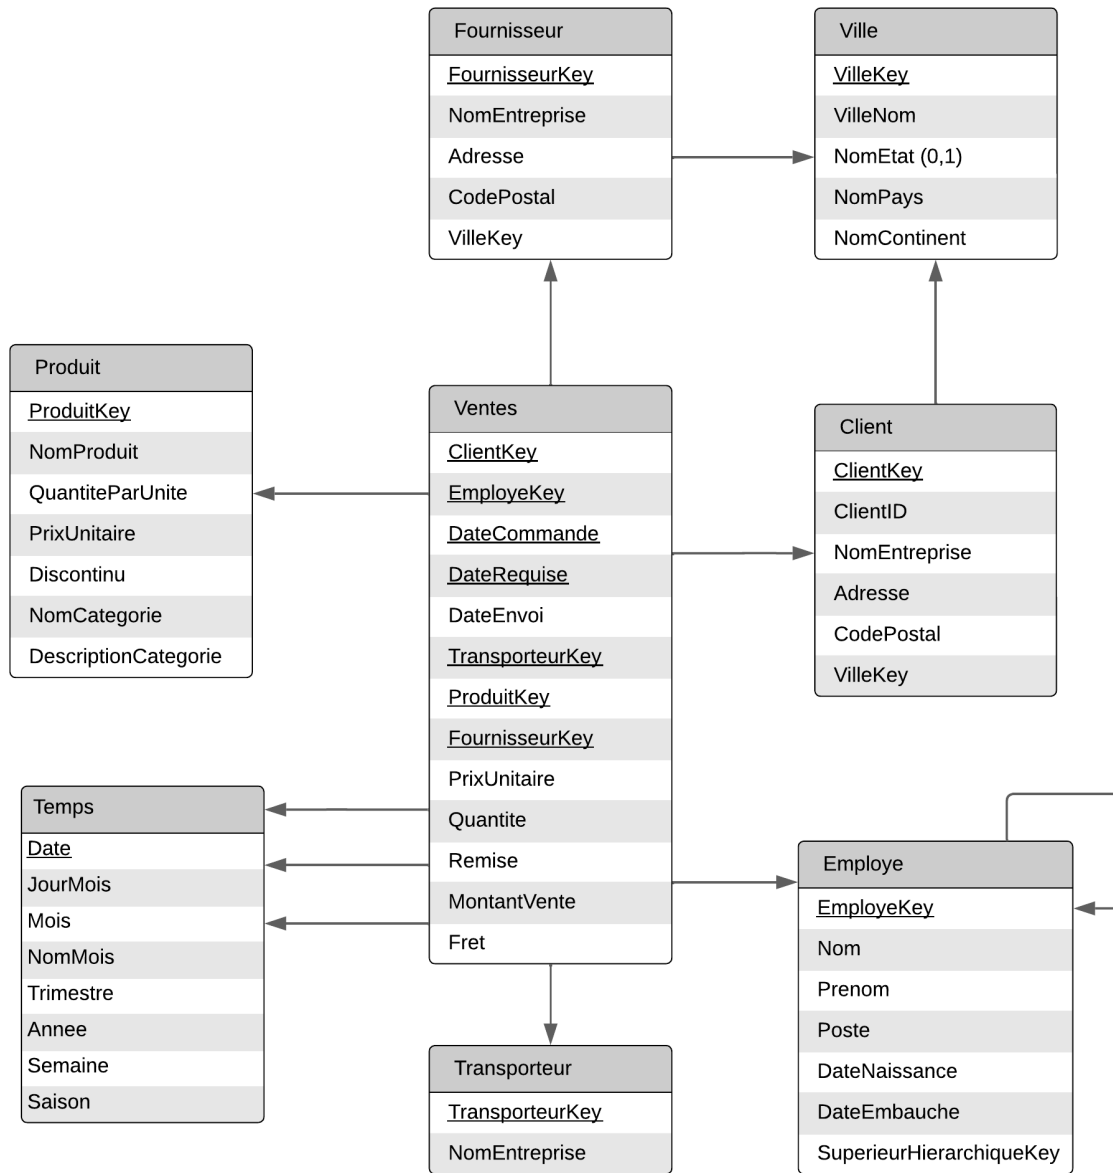 Fournisseur
FournisseurKey
NomEntreprise
Adresse
CodePostal
VilleKey
Ville
VilleKey
VilleNom
NomEtat (0,1)
NomPays
NomContinent
Produit
ProduitKey
NomProduit
QuantiteParUnite
PrixUnitaire
Discontinu
NomCategorie
DescriptionCategorie
Ventes
ClientKey
EmployeKey
DateCommande
DateRequise
DateEnvoi
TransporteurKey
ProduitKey
FournisseurKey
PrixUnitaire
Quantite
Remise
MontantVente
Fret
Client
ClientKey
ClientID
NomEntreprise
Adresse
CodePostal
VilleKey
Temps
Date
JourMois
Mois
NomMois
Trimestre
Annee
Semaine
Saison
Transporteur
TransporteurKey
NomEntreprise
Employe
EmployeKey
Nom
Prenom
Poste
DateNaissance
DateEmbauche
SuperieurHierarchiqueKey